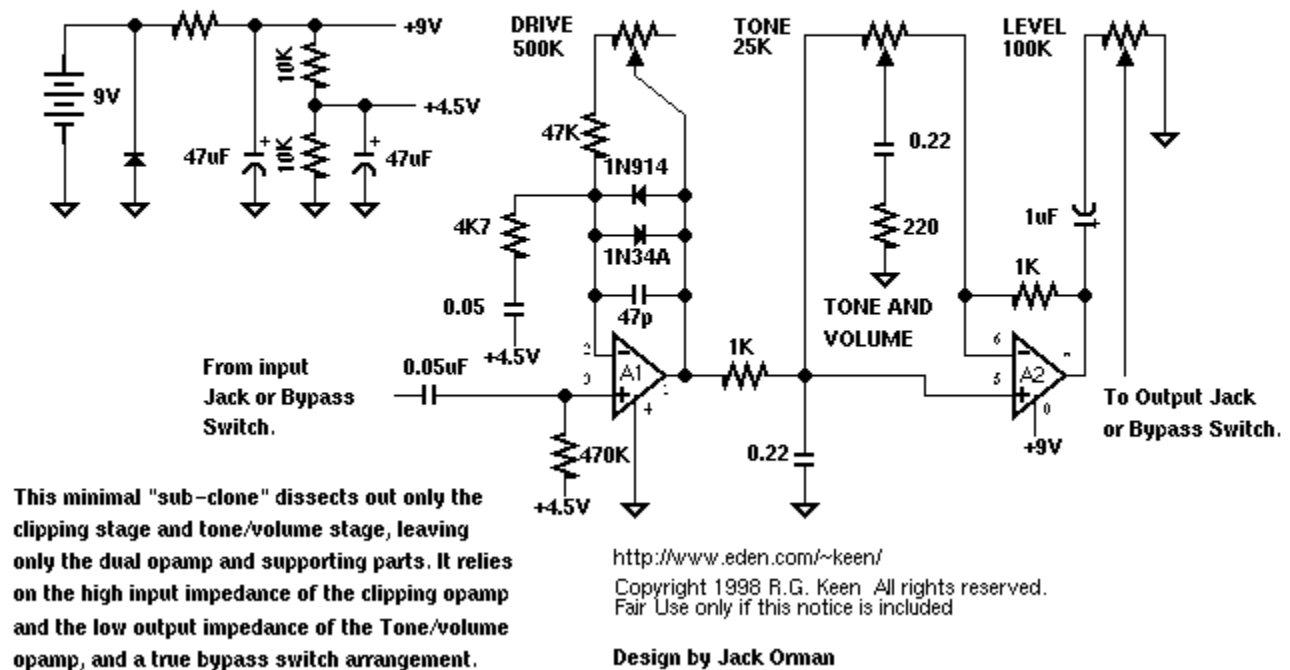 +9V
10K
9V
+4.5V
47uF
10K
47uF
DRIVE
500K
TONE
25K
LEVEL
100K
47K
1N914
4K7
1N34A
0.05
47p
+4.5V
0.22
220
1uF
1K
TONE AND
VOLUME
1K
2
3
A1
1
4
6
5
A2
+9V
From input
Jack or Bypass
Switch.
0.05uF
470K
+4.5V
0.22
To Output Jack
or Bypass Switch.
This minimal "sub-clone" dissects out only the
clipping stage and tone/volume stage, leaving
only the dual opamp and supporting parts. It relies
on the high input impedance of the clipping opamp
and the low output impedance of the Tone/volume
opamp, and a true bypass switch arrangement.
http://www.eden.com/~keen/
Copyright 1998 R.G. Keen All rights reserved.
Fair Use only if this notice is included
Design by Jack Orman